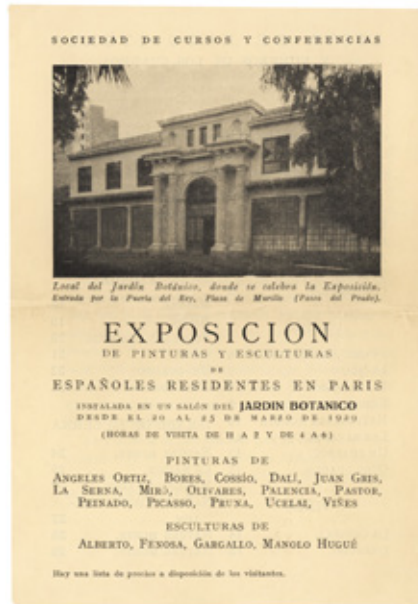 SOCIEDAD DE CURSOS Y CONFERENCIAS
Local del Jardín Botánico, donde se celebra la Exposición.
Entrada por la Puerta del Rey, Plaza de Murillo (Paseo del Prado).
EXPOSICION
DE PINTURAS Y ESCULTURAS
DE
ESPAÑOLES RESIDENTES EN PARIS
INSTALADA EN UN SALÓN DEL JARDIN BOTANICO
DESDE EL 20 AL 25 DE MARZO DE 1929
(HORAS DE VISITA DE 11 A 2 Y DE 4 A 8)
PINTURAS DE
ANGELES ORTIZ, BORES, COSSÍO, DALÍ, JUAN GRIS,
LA SERNA, MIRÓ, OLIVARES, PALENCIA, PASTOR,
PEINADO, PICASSO, PRUNA, UCELAI, VIÑES
ESCULTURAS DE
ALBERTO, FENOSA, GARGALLO, MANOLO HUGUÉ
Hay una lista de precios a disposición de los visitantes.